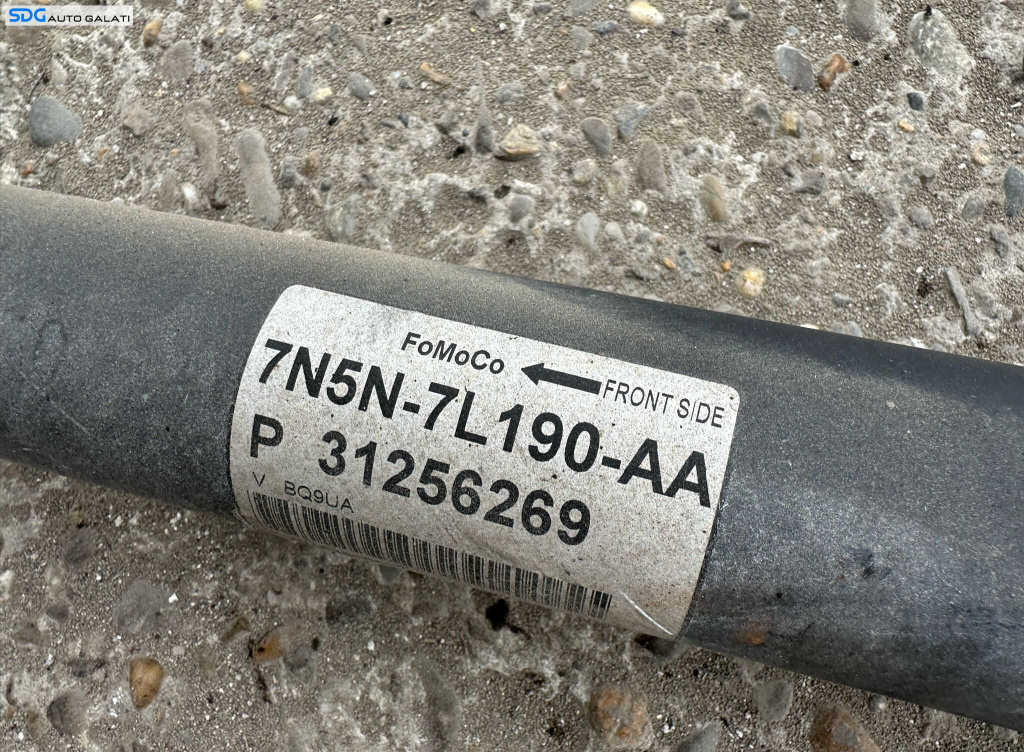 SDG AUTO GALATI
FoMoCo FRONT SIDE
7N5N-7L190-AA
P 31256269
V BQ9UA